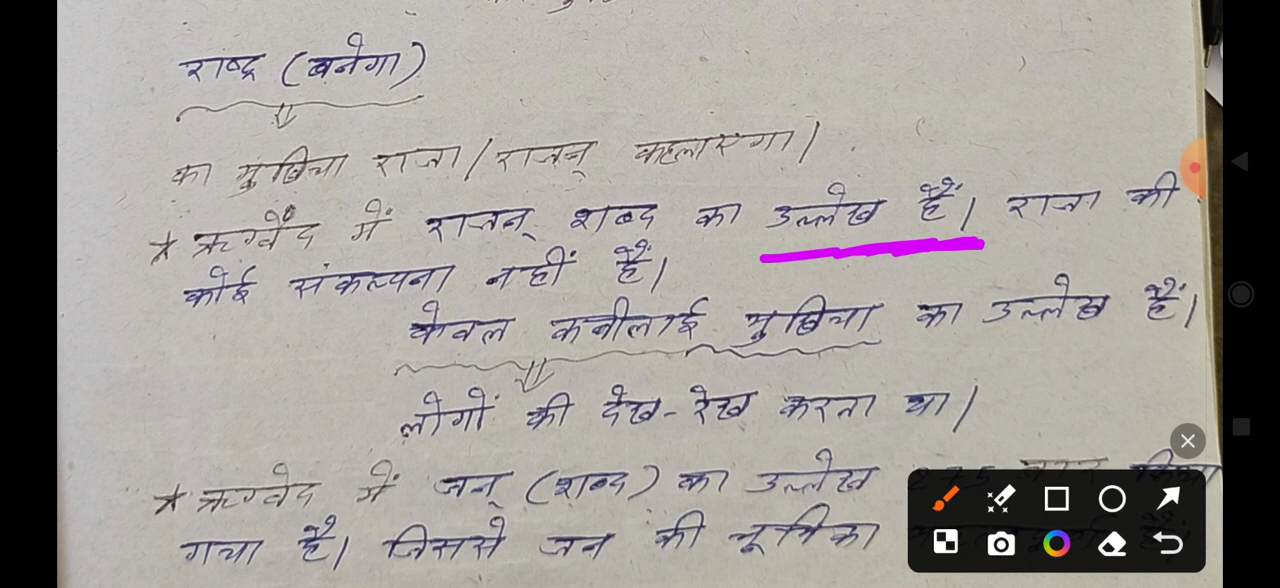 राष्ट्र (बनेगा)
का मुखिया राजा/राजन् कहलाएगा।
* ऋग्वेद में राजन् शब्द का उल्लेख हैं। राजा की
कोई संकल्पना नहीं हैं।
केवल कबीलाई मुखिया का उल्लेख हैं।
लोगों की देख-रेख करता था।
* ऋग्वेद में जन् (शब्द) का उल्लेख 275 किया
गया है। जिससे जन की भूमिका